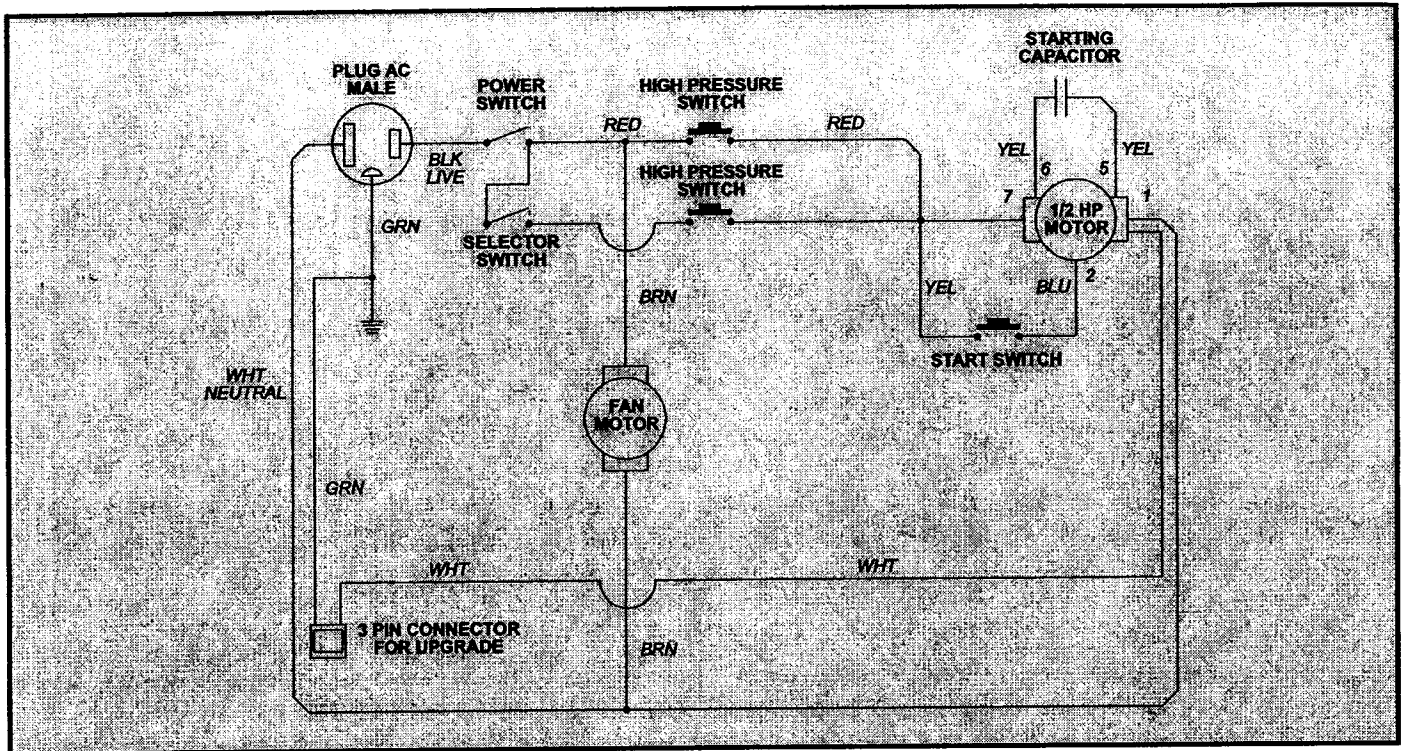 STARTING
CAPACITOR
PLUG AC
MALE
POWER
SWITCH
HIGH PRESSURE
SWITCH
RED
RED
BLK
LIVE
YEL
6
5
YEL
HIGH PRESSURE
SWITCH
7
1
1/2 HP
MOTOR
GRN
SELECTOR
SWITCH
2
BRN
YEL
BLU
START SWITCH
WHT
NEUTRAL
FAN
MOTOR
GRN
WHT
WHT
3 PIN CONNECTOR
FOR UPGRADE
BRN